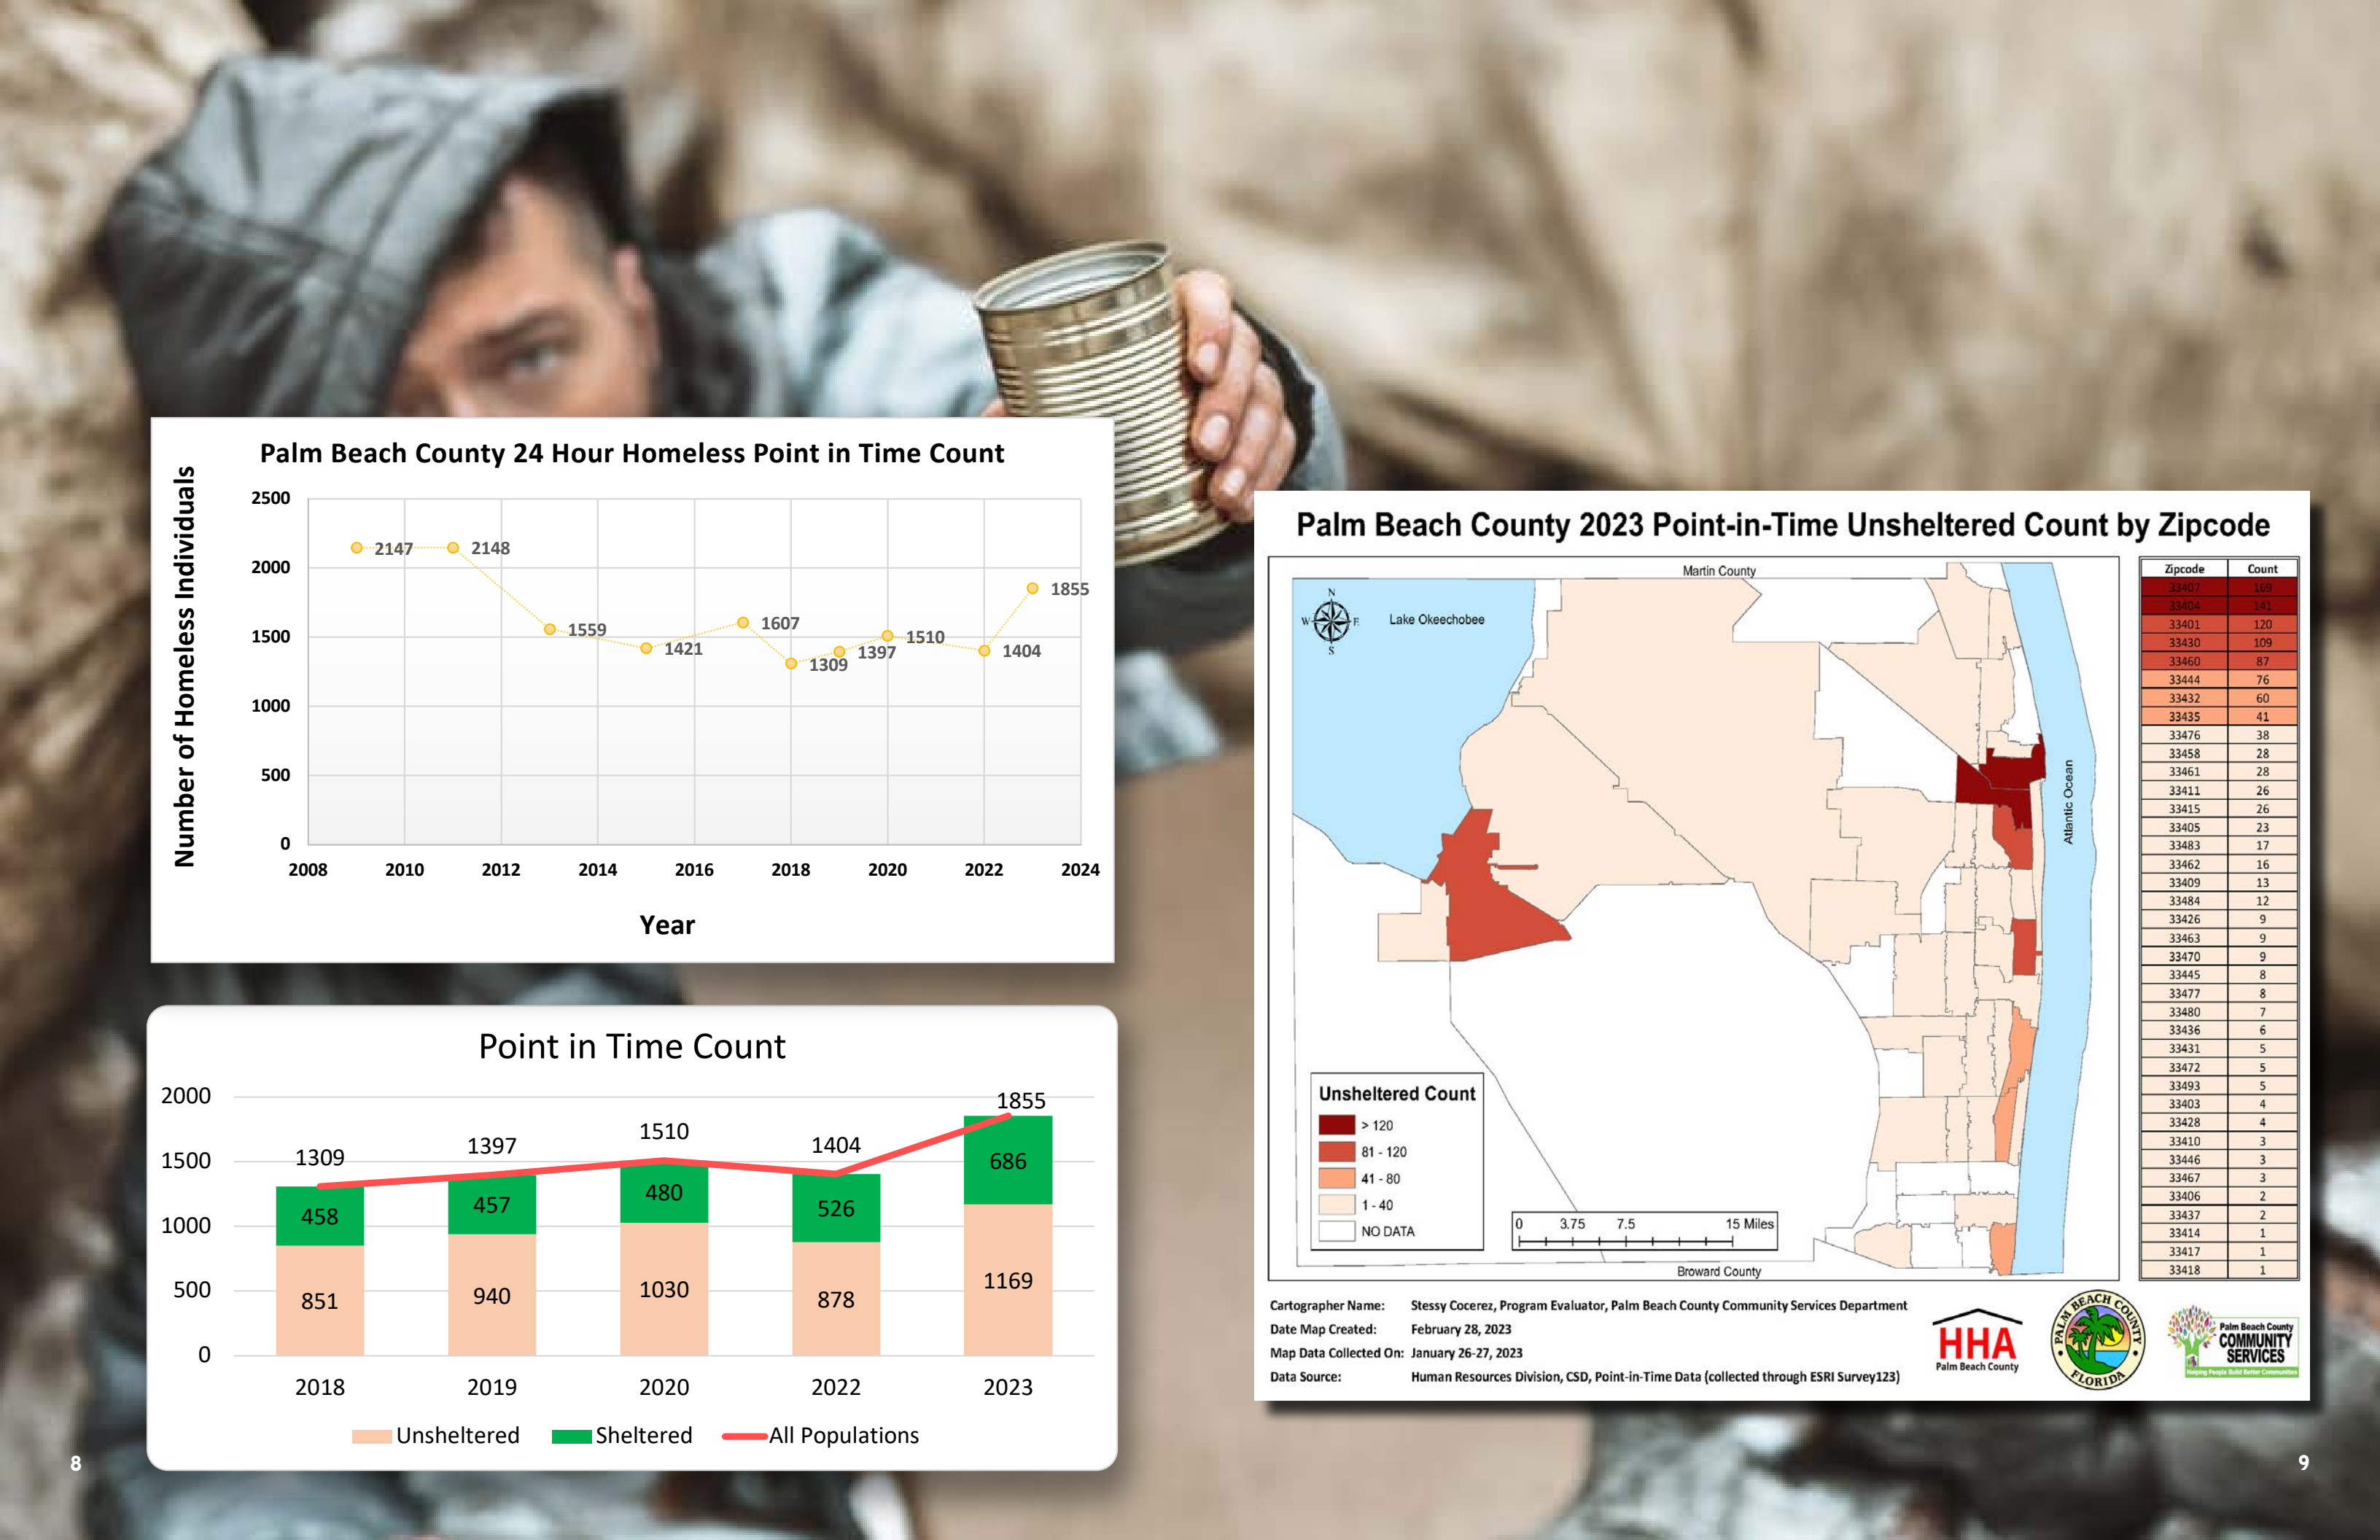 Palm Beach County 24 Hour Homeless Point in Time Count
Number of Homeless Individuals
2500
2000
1500
1000
500
0
2147
2148
1559
1421
1607
1309
1397
1510
1404
1855
2008 2010 2012 2014 2016 2018 2020 2022 2024
Year
Point in Time Count
2000
1500
1000
500
0
1309 1397 1510 1404 1855
458 457 480 526 686
851 940 1030 878 1169
2018 2019 2020 2022 2023
Unsheltered Sheltered All Populations
8
Palm Beach County 2023 Point-in-Time Unsheltered Count by Zipcode
Martin County
N
W E
S
Lake Okeechobee
Atlantic Ocean
Broward County
Unsheltered Count
> 120
81 - 120
41 - 80
1 - 40
NO DATA
0 3.75 7.5 15 Miles
Zipcode Count
33407 169
33404 141
33401 120
33430 109
33460 87
33444 76
33432 60
33435 41
33476 38
33458 28
33461 28
33411 26
33415 26
33405 23
33483 17
33462 16
33409 13
33484 12
33426 9
33463 9
33470 9
33445 8
33477 8
33480 7
33436 6
33431 5
33472 5
33493 5
33403 4
33428 4
33410 3
33446 3
33467 3
33406 2
33437 2
33414 1
33417 1
33418 1
Cartographer Name: Stessy Cocerez, Program Evaluator, Palm Beach County Community Services Department
Date Map Created: February 28, 2023
Map Data Collected On: January 26-27, 2023
Data Source: Human Resources Division, CSD, Point-in-Time Data (collected through ESRI Survey123)
HHA
Palm Beach County
PALM BEACH COUNTY
FLORIDA
Palm Beach County
COMMUNITY
SERVICES
Helping People Build Better Communities
9